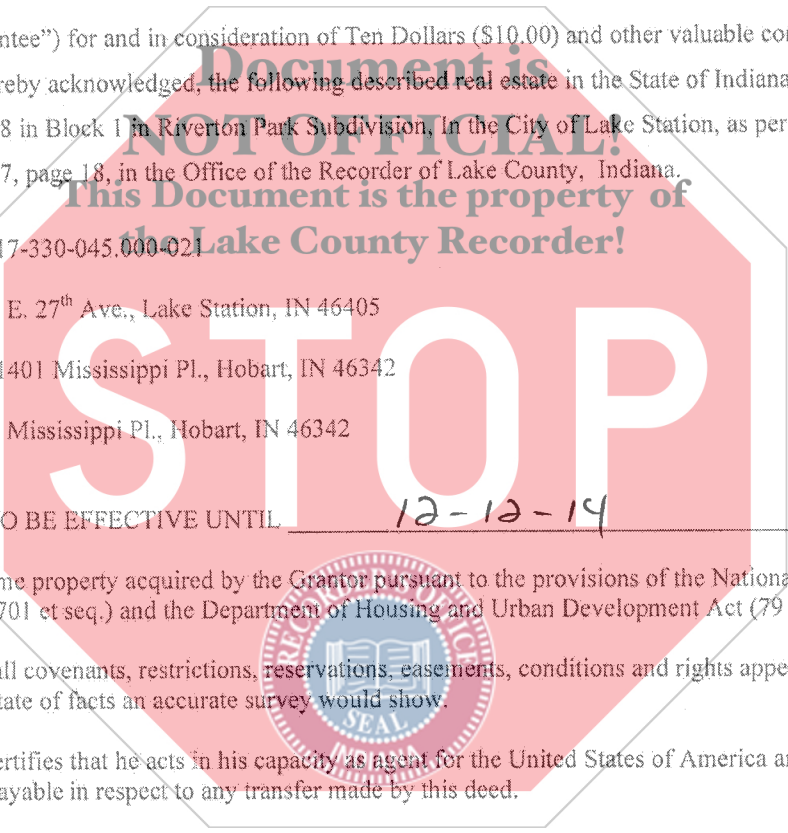 ntee") for and in consideration of Ten Dollars ($10.00) and other valuable co
Document is
reby acknowledged, the following described real estate in the State of Indiana
8 in Block 1 in Riverton Park Subdivision, In the City of Lake Station, as per
NOT OFFICIAL!
7, page 18, in the Office of the Recorder of Lake County, Indiana.
This Document is the property of
the Lake County Recorder!
17-330-045.000-021
E. 27th Ave., Lake Station, IN 46405
1401 Mississippi Pl., Hobart, IN 46342
Mississippi Pl., Hobart, IN 46342
STOP
O BE EFFECTIVE UNTIL 12-12-14
me property acquired by the Grantor pursuant to the provisions of the Nationa
701 et seq.) and the Department of Housing and Urban Development Act (79
all covenants, restrictions, reservations, easements, conditions and rights appe
tate of facts an accurate survey would show.
RECORDER'S OFFICE
SEAL
INDIANA
ertifies that he acts in his capacity as agent for the United States of America a
ayable in respect to any transfer made by this deed.